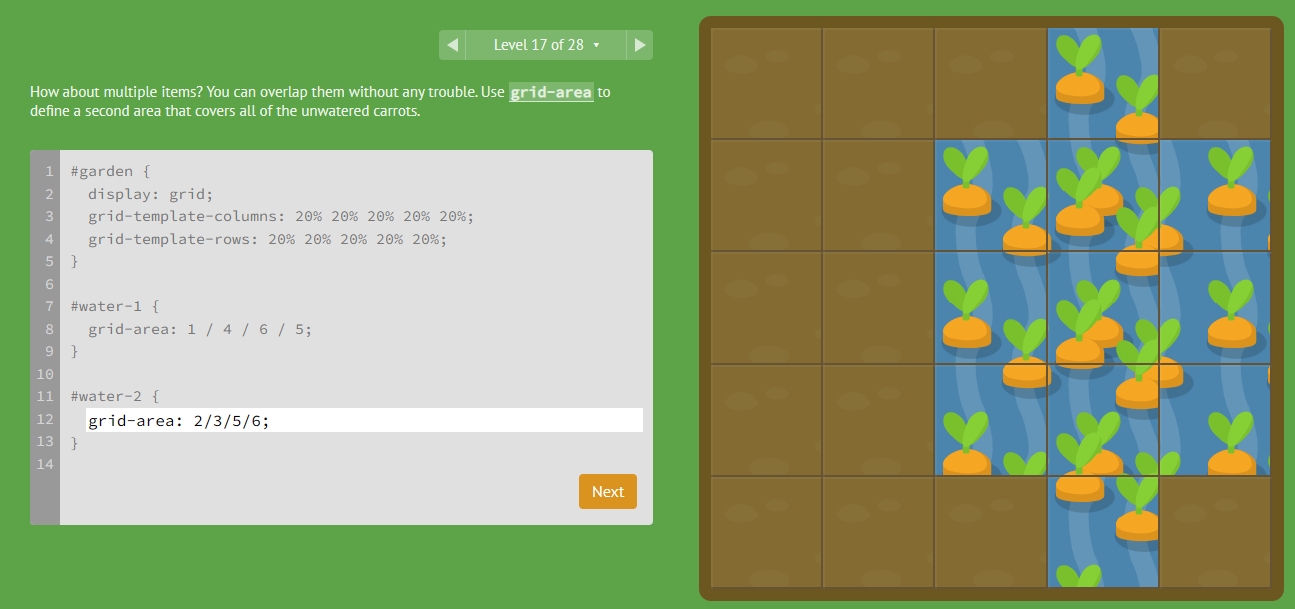 ◀ Level 17 of 28 ▾ ▶
How about multiple items? You can overlap them without any trouble. Use grid-area to
define a second area that covers all of the unwatered carrots.
1 #garden {
2 display: grid;
3 grid-template-columns: 20% 20% 20% 20% 20%;
4 grid-template-rows: 20% 20% 20% 20% 20%;
5 }
6
7 #water-1 {
8 grid-area: 1 / 4 / 6 / 5;
9 }
10
11 #water-2 {
12 grid-area: 2/3/5/6;
13 }
14
Next